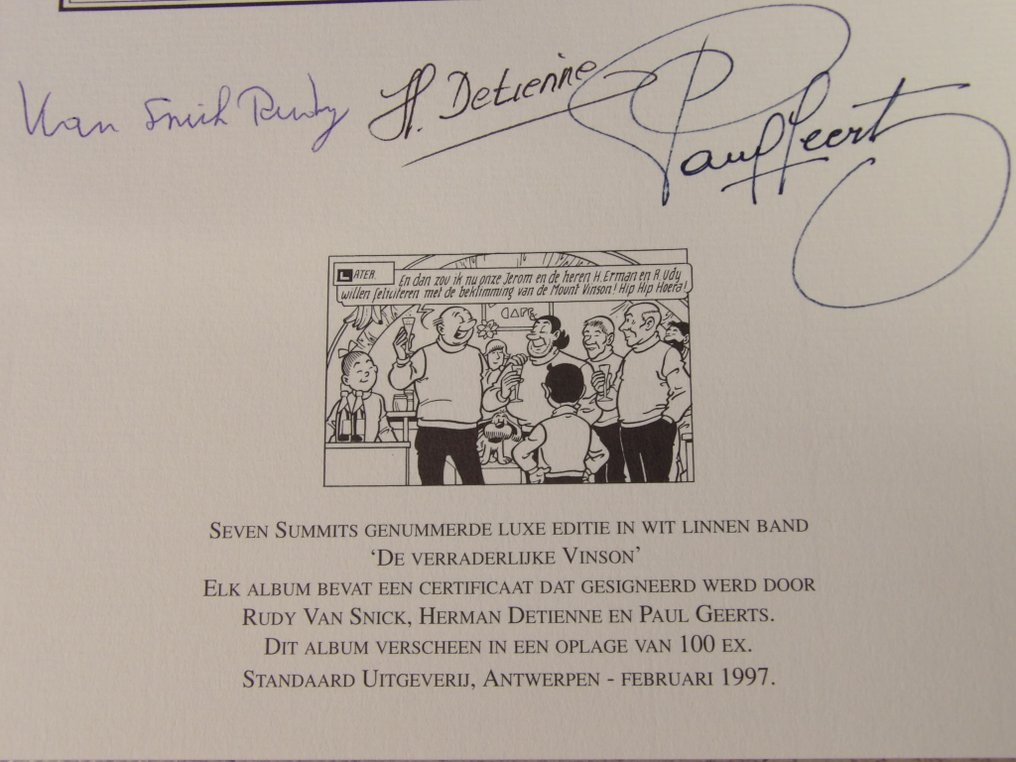 Van Snick Rudy H. Detienne Paul Geerts
LATER.
En dan zou ik nu onze Jerom en de heren H. Erman en R. Udy
willen feliciteren met de beklimming van de Mount Vinson! Hip Hip Hoera!
CAFE
SEVEN SUMMITS GENUMMERDE LUXE EDITIE IN WIT LINNEN BAND
‘DE VERRADERLIJKE VINSON’
ELK ALBUM BEVAT EEN CERTIFICAAT DAT GESIGNEERD WERD DOOR
RUDY VAN SNICK, HERMAN DETIENNE EN PAUL GEERTS.
DIT ALBUM VERSCHEEN IN EEN OPLAGE VAN 100 EX.
STANDAARD UITGEVERIJ, ANTWERPEN - FEBRUARI 1997.